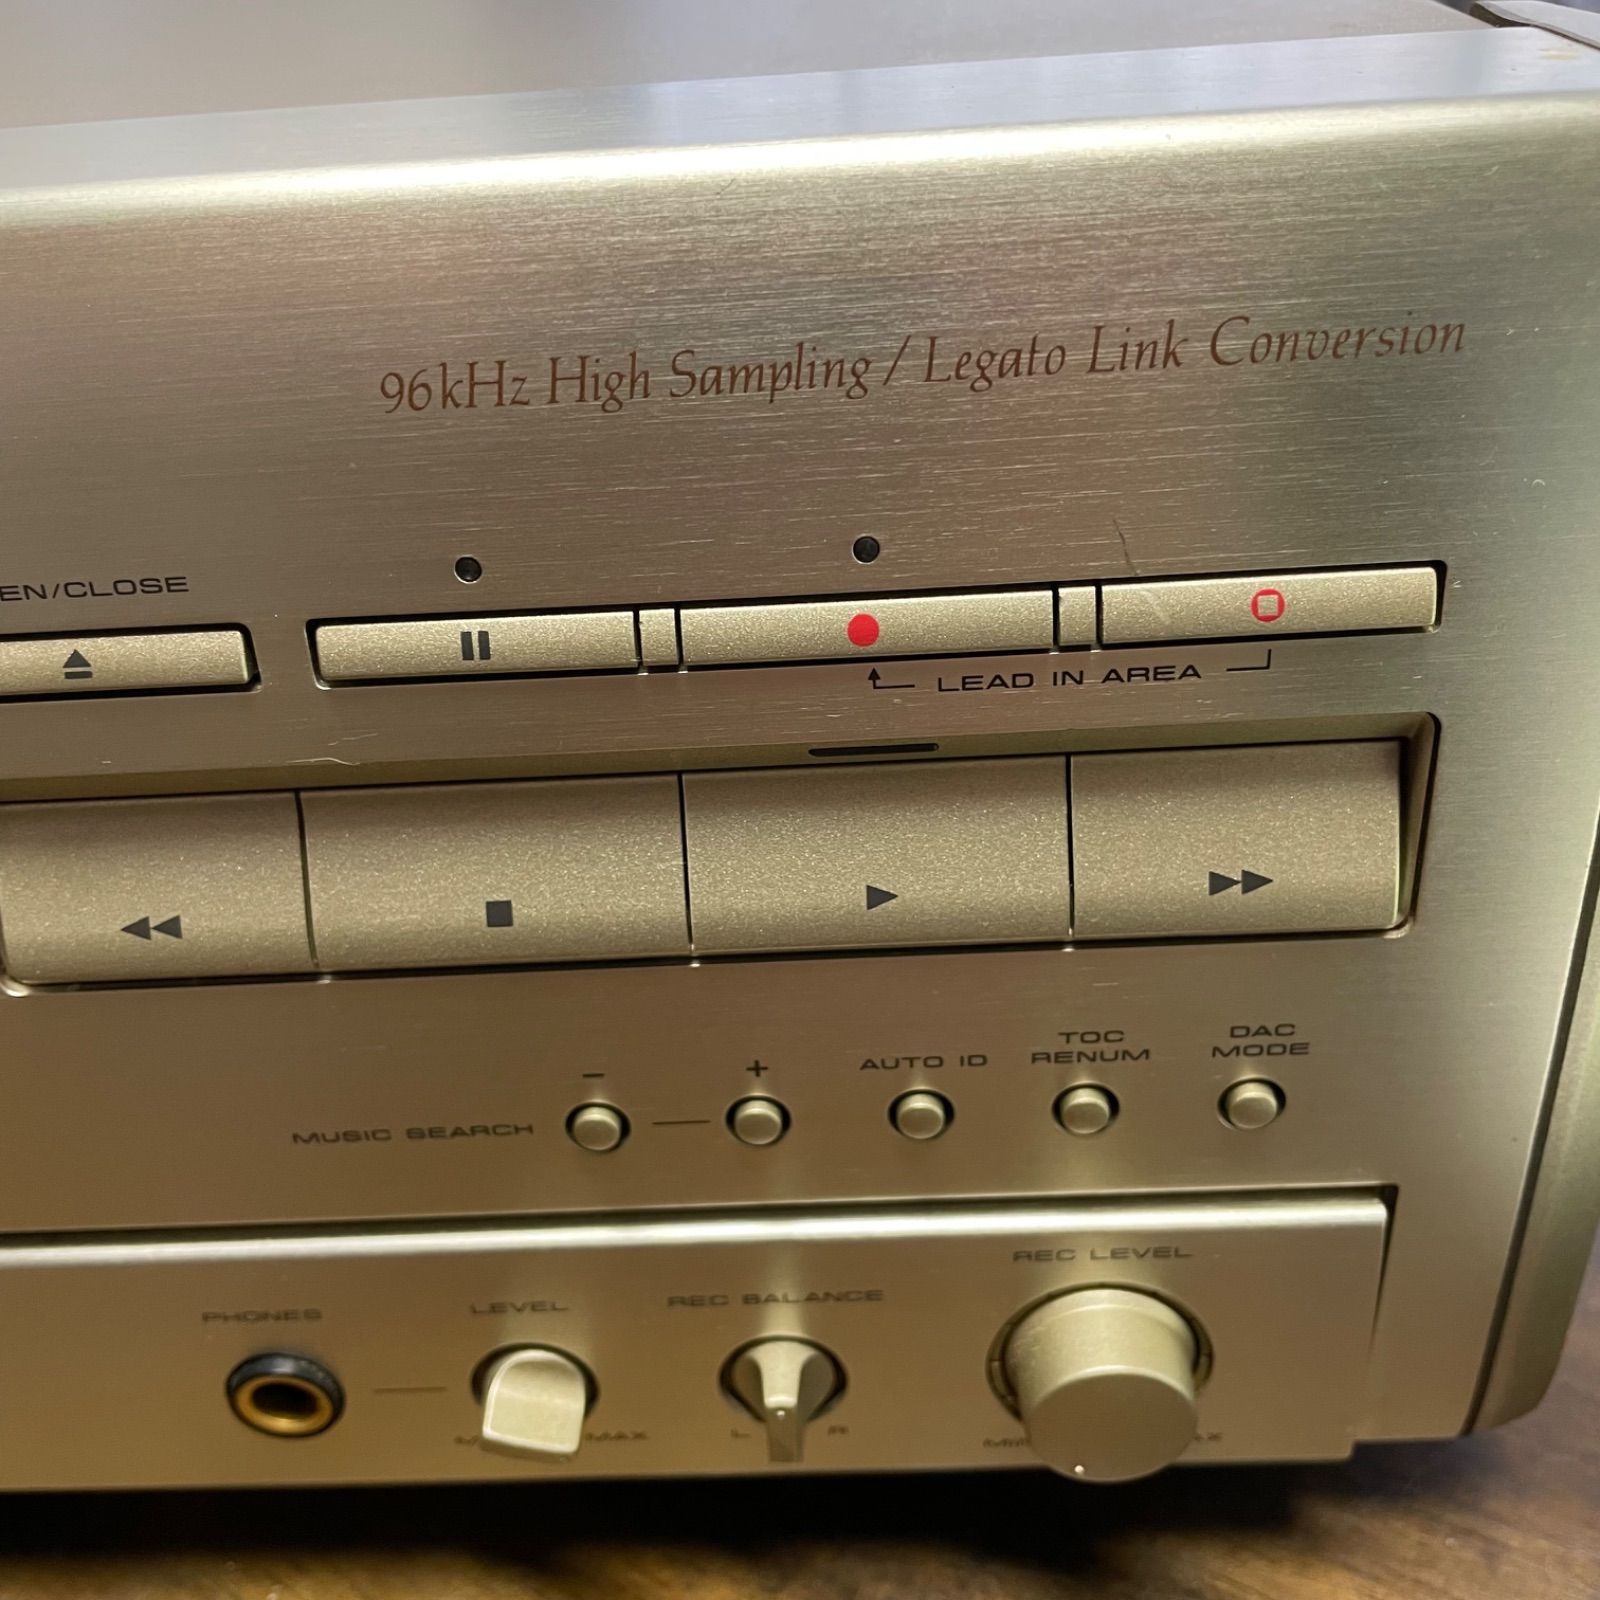 96kHz High Sampling / Legato Link Conversion
EN/CLOSE
LEAD IN AREA
MUSIC SEARCH
− +
AUTO ID
TOC
RENUM
DAC
MODE
PHONES
LEVEL
MAX
REC BALANCE
L R
REC LEVEL